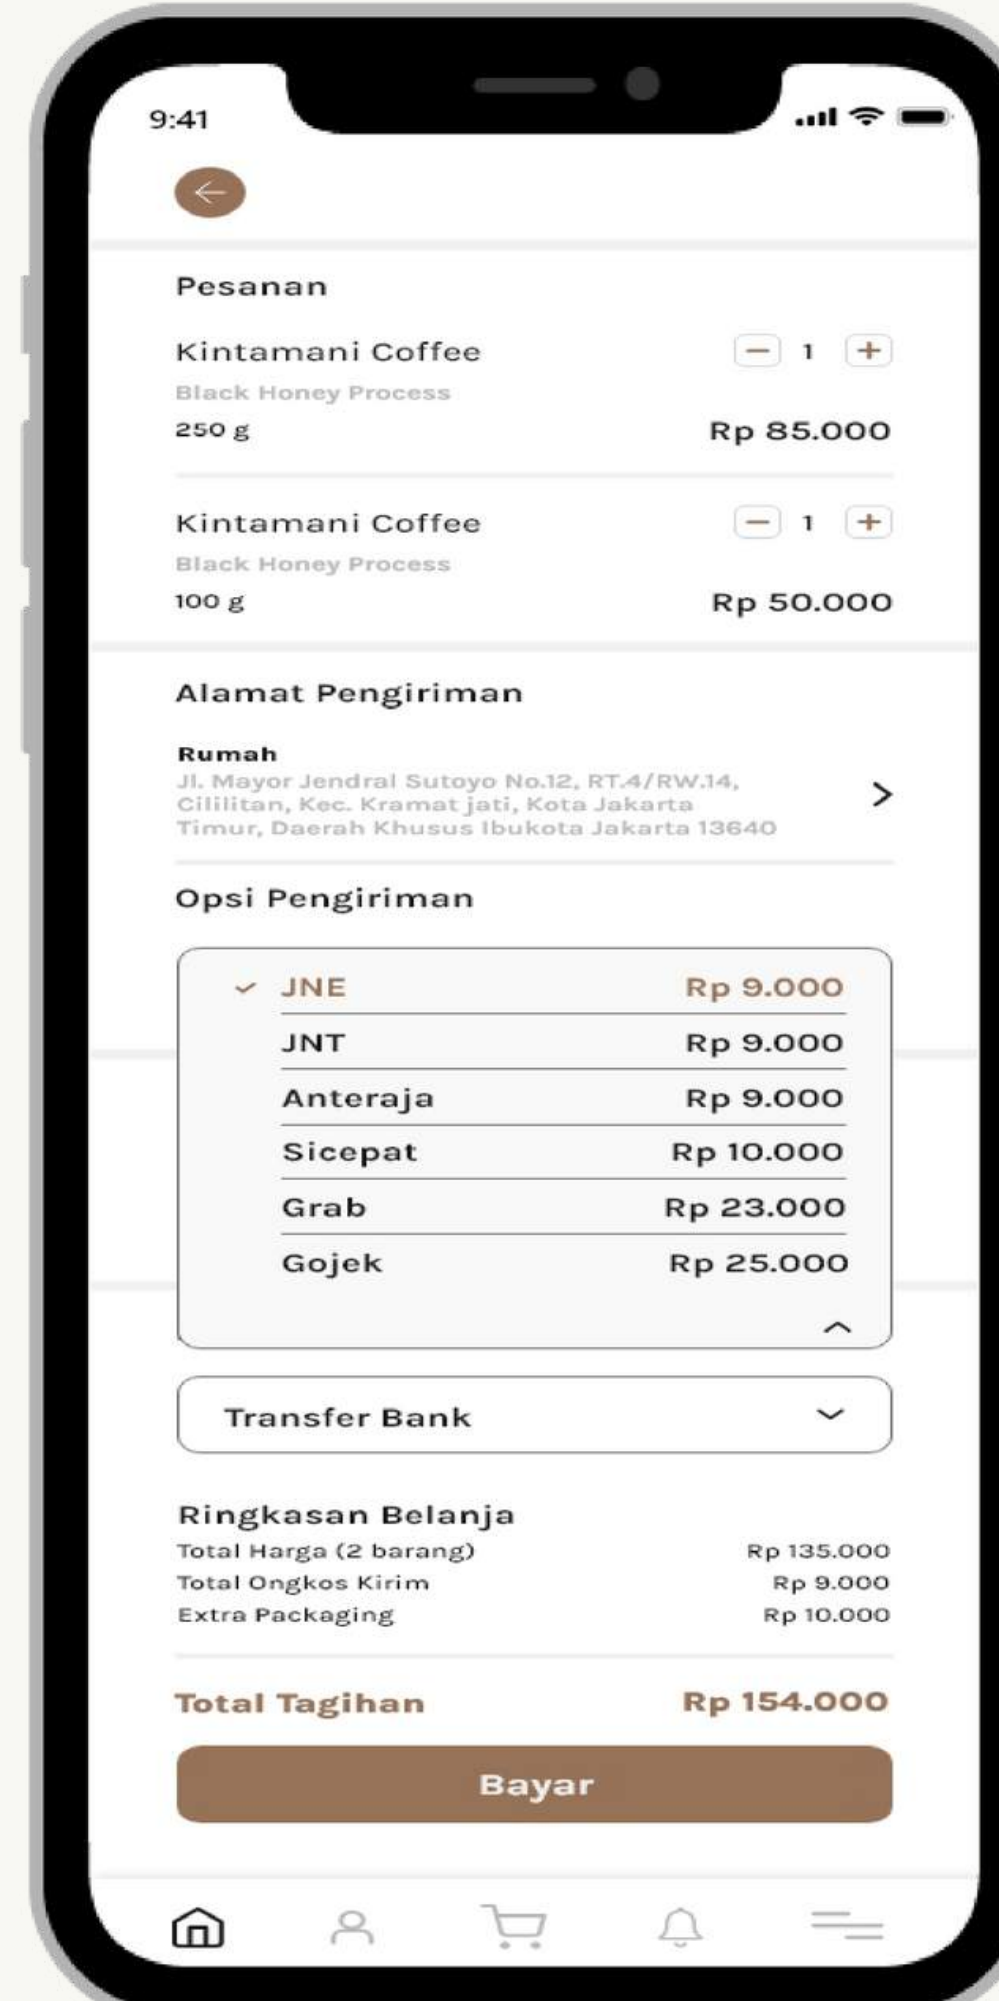 9:41
Pesanan
Kintamani Coffee
1
Black Honey Process
250 g
Rp 85.000
Kintamani Coffee
1
Black Honey Process
100 g
Rp 50.000
Alamat Pengiriman
Rumah
Jl. Mayor Jendral Sutoyo No.12, RT.4/RW.14,
Cililitan, Kec. Kramat jati, Kota Jakarta
Timur, Daerah Khusus Ibukota Jakarta 13640
Opsi Pengiriman
JNE Rp 9.000
JNT Rp 9.000
Anteraja Rp 9.000
Sicepat Rp 10.000
Grab Rp 23.000
Gojek Rp 25.000
Transfer Bank
Ringkasan Belanja
Total Harga (2 barang) Rp 135.000
Total Ongkos Kirim Rp 9.000
Extra Packaging Rp 10.000
Total Tagihan Rp 154.000
Bayar